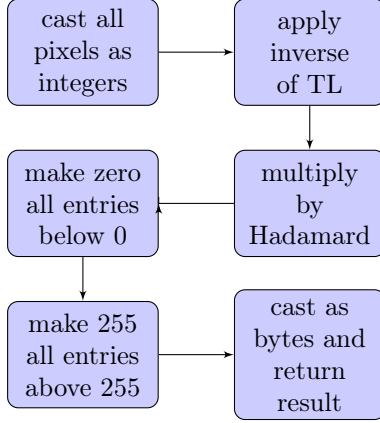 cast all
pixels as
integers
apply
inverse
of TL
multiply
by
Hadamard
make zero
all entries
below 0
make 255
all entries
above 255
cast as
bytes and
return
result